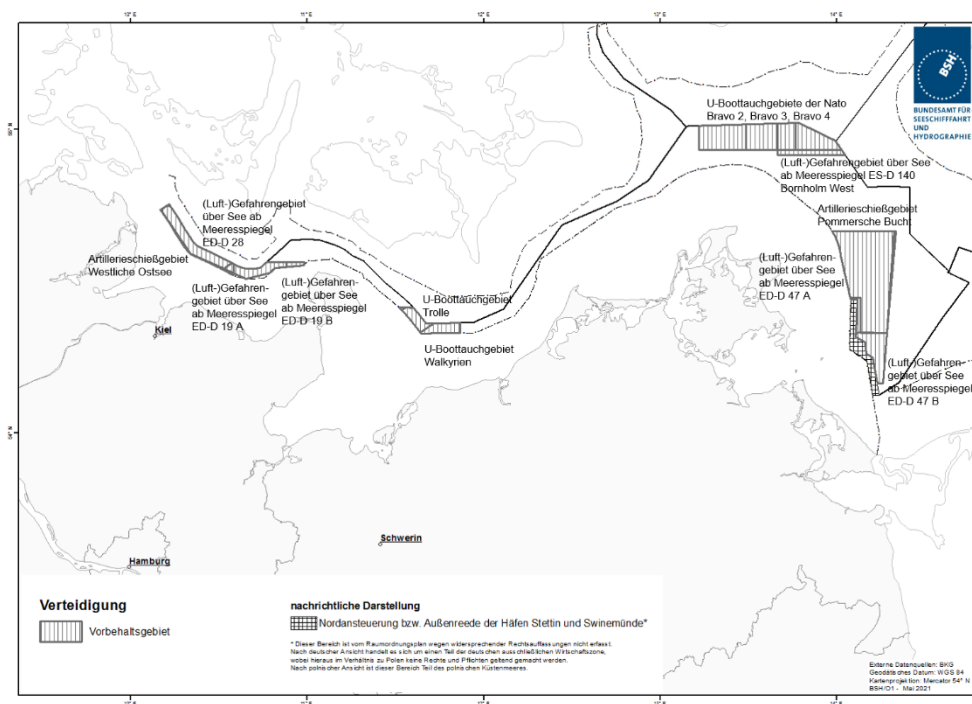 10° E
11° E
12° E
13° E
14° E
BSH
BUNDESAMT FÜR
SEESCHIFFFAHRT
UND
HYDROGRAPHIE
U-Boottauchgebiete der Nato
Bravo 2, Bravo 3, Bravo 4
(Luft-)Gefahrengebiet über See
ab Meeresspiegel ES-D 140
Bornholm West
Artillerieschießgebiet
Pommersche Bucht
(Luft-)Gefahrengebiet
über See ab
Meeresspiegel
ED-D 28
Artillerieschießgebiet
Westliche Ostsee
(Luft-)Gefahren-
gebiet über See
ab Meeresspiegel
ED-D 19 A
(Luft-)Gefahren-
gebiet über See
ab Meeresspiegel
ED-D 19 B
(Luft-)Gefahren-
gebiet über See
ab Meeresspiegel
ED-D 47 A
U-Boottauchgebiet
Trolle
U-Boottauchgebiet
Walkyrien
(Luft-)Gefahren-
gebiet über See
ab Meeresspiegel
ED-D 47 B
Kiel
Schwerin
Hamburg
55° N
54° N
Verteidigung
Vorbehaltsgebiet
nachrichtliche Darstellung
Nordansteuerung bzw. Außenreede der Häfen Stettin und Swinemünde*
* Dieser Bereich ist vom Raumordnungsplan wegen widersprechender Rechtsauffassungen nicht erfasst.
Nach deutscher Ansicht handelt es sich um einen Teil der deutschen ausschließlichen Wirtschaftszone,
wobei hieraus im Verhältnis zu Polen keine Rechte und Pflichten geltend gemacht werden.
Nach polnischer Ansicht ist dieser Bereich Teil des polnischen Küstenmeeres.
Externe Datenquellen: BKG
Geodätisches Datum: WGS 84
Kartenprojektion: Mercator 54° N
BSH/O1 - Mai 2021